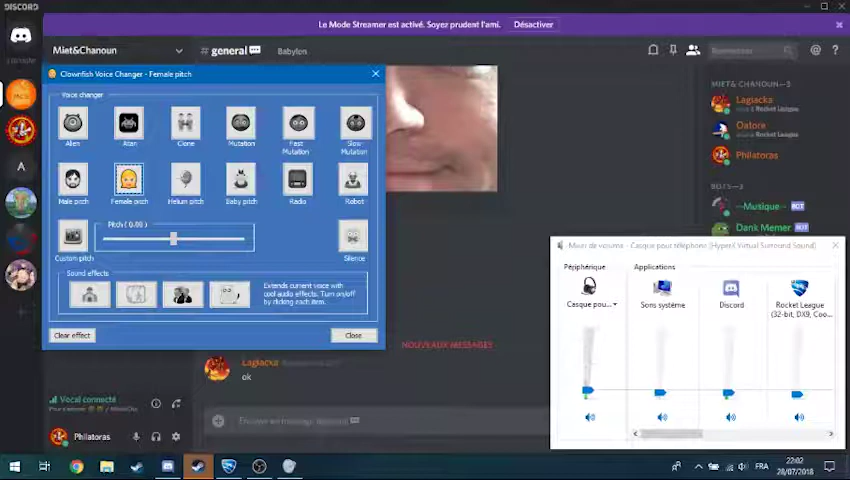 DISCORD
Le Mode Streamer est activé. Soyez prudent l'ami.
Désactiver
Miet&Chanoun
# general
Babylon
Rechercher
Clownfish Voice Changer - Female pitch
Voice changer
Alien
Atari
Clone
Mutation
Fast Mutation
Slow Mutation
Male pitch
Female pitch
Helium pitch
Baby pitch
Radio
Robot
Pitch ( 0.00 )
Custom pitch
Silence
Sound effects
Extends current voice with
cool audio effects. Turn on/off
by clicking each item.
Clear effect
Close
MIET & CHANOUN—3
Lagiacka
Rocket League
Oatore
Rocket League
Philatoras
BOTS—3
--Musique--
BOT
Dank Memer
BOT
NOUVEAUX MESSAGES
Lagiacka
ok
Vocal connecté
Philatoras
Casque pour téléphone (HyperX Virtual Surround Sound)
Périphérique
Applications
Casque pou...
Sons système
Discord
Rocket League
(32-bit, DX9, Coo...
A
FRA
22:02
28/07/2018